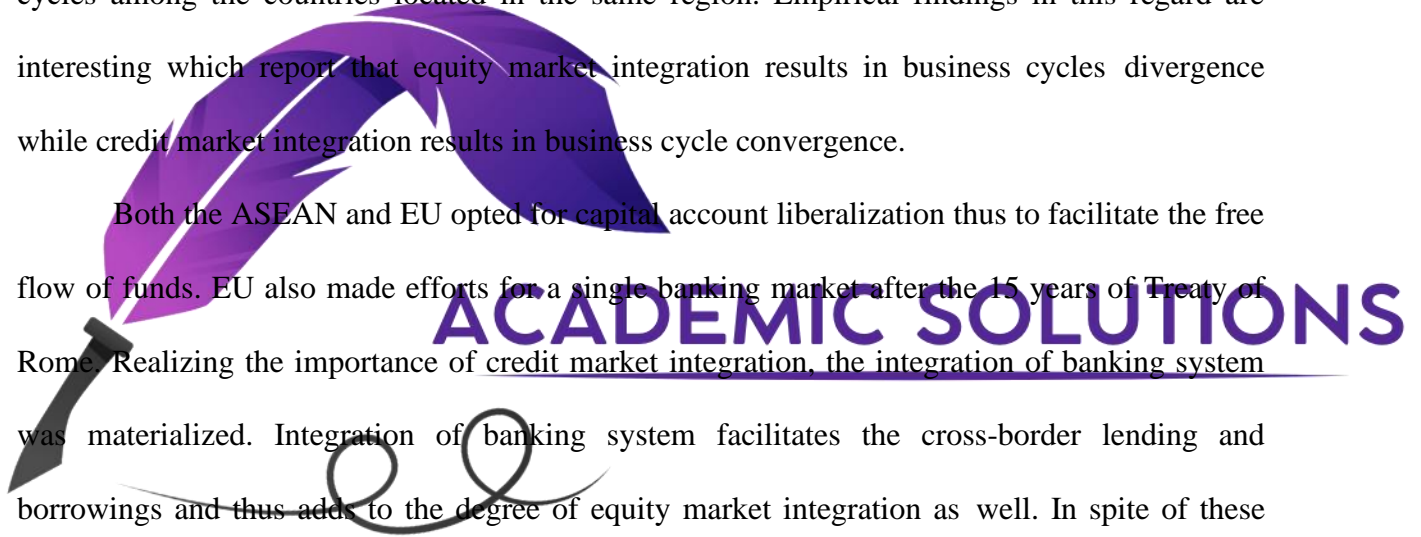 cycles among the countries located in the same region. Empirical findings in this regard are
interesting which report that equity market integration results in business cycles divergence
while credit market integration results in business cycle convergence.
Both the ASEAN and EU opted for capital account liberalization thus to facilitate the free
flow of funds. EU also made efforts for a single banking market after the 15 years of Treaty of
ACADEMIC SOLUTIONS
Rome. Realizing the importance of credit market integration, the integration of banking system
was materialized. Integration of banking system facilitates the cross-border lending and
borrowings and thus adds to the degree of equity market integration as well. In spite of these